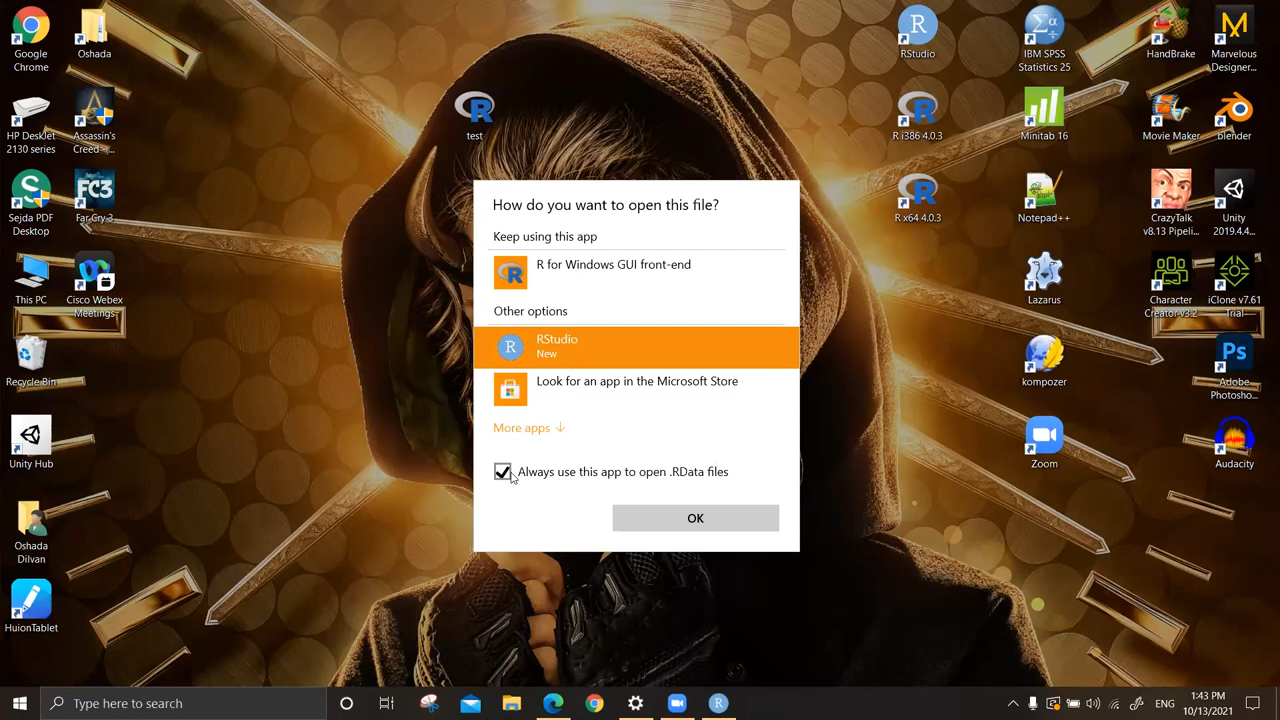 Google
Chrome
Oshada
HP DeskJet
2130 series
Assassin's
Creed -...
Sejda PDF
Desktop
FC3
Far Cry 3
This PC
Cisco Webex
Meetings
Recycle Bin
Unity Hub
Oshada
Dilvan
HuionTablet
test
RStudio
R i386 4.0.3
R x64 4.0.3
IBM SPSS
Statistics 25
Minitab 16
Notepad++
Lazarus
kompozer
Zoom
HandBrake
Marvelous
Designer...
Movie Maker
blender
CrazyTalk
v8.13 Pipeli...
Unity
2019.4.4...
Character
Creator v3.2
iClone v7.61
Trial
Ps
Adobe
Photosho...
Audacity
How do you want to open this file?
Keep using this app
R for Windows GUI front-end
Other options
RStudio
New
Look for an app in the Microsoft Store
More apps ↓
Always use this app to open .RData files
OK
Type here to search
ENG
1:43 PM
10/13/2021